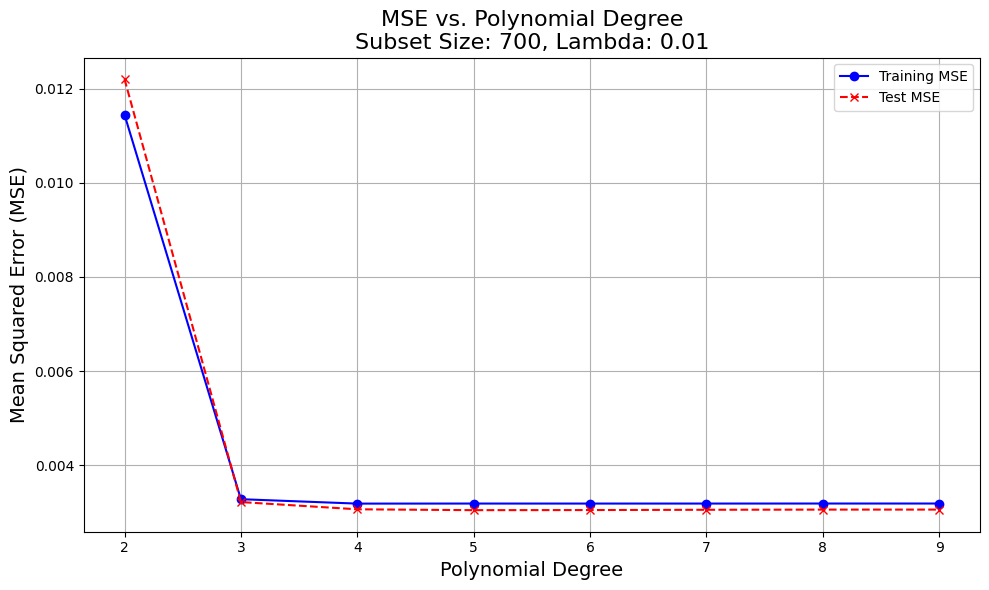 MSE vs. Polynomial Degree
Subset Size: 700, Lambda: 0.01
Training MSE
Test MSE
Mean Squared Error (MSE)
0.012
0.010
0.008
0.006
0.004
2 3 4 5 6 7 8 9
Polynomial Degree